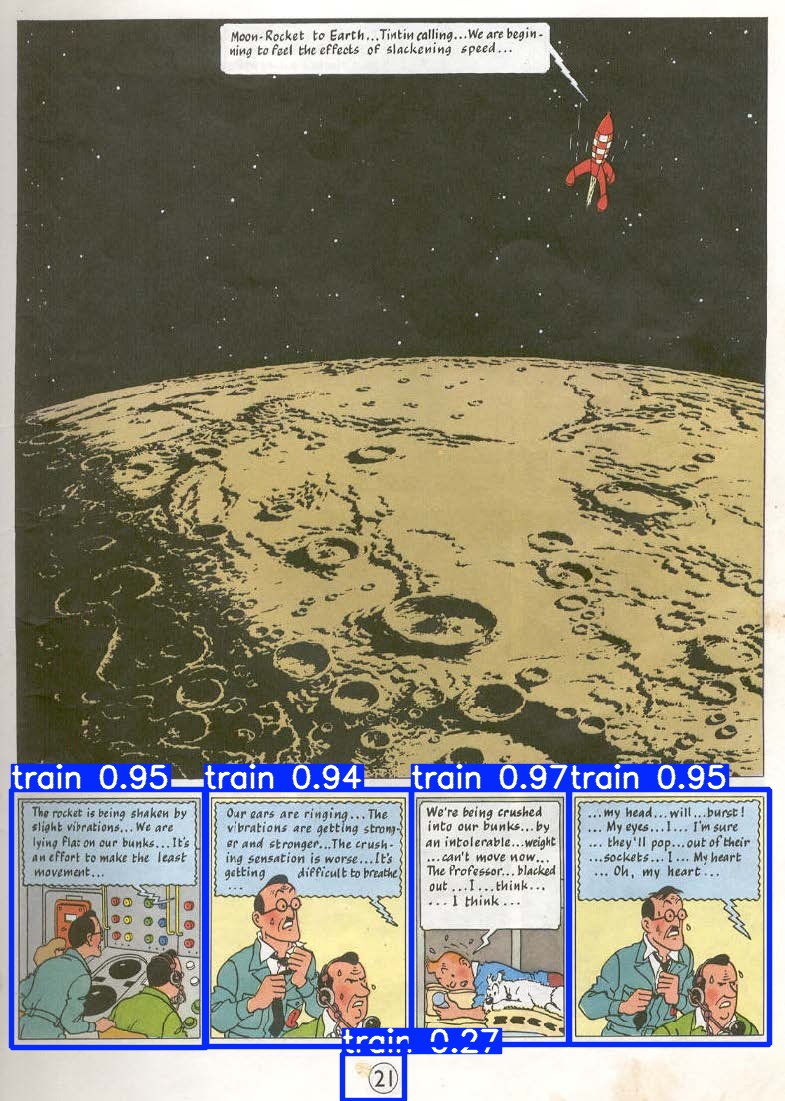 Moon-Rocket to Earth...Tintin calling...We are begin-
ning to feel the effects of slackening speed...
train 0.95
train 0.94
train 0.97
train 0.95
The rocket is being shaken by
slight vibrations... We are
lying flat on our bunks...It's
an effort to make the least
movement...
Our ears are ringing...The
vibrations are getting strong-
er and stronger...The crush-
ing sensation is worse...It's
getting difficult to breathe
...
We're being crushed
into our bunks...by
an intolerable...weight
...can't move now...
The Professor...blacked
out...I...think...
...I think...
...my head...will...burst!
... My eyes...I... I'm sure
... they'll pop...out of their
...sockets...I... My heart
... Oh, my heart...
train 0.27
21